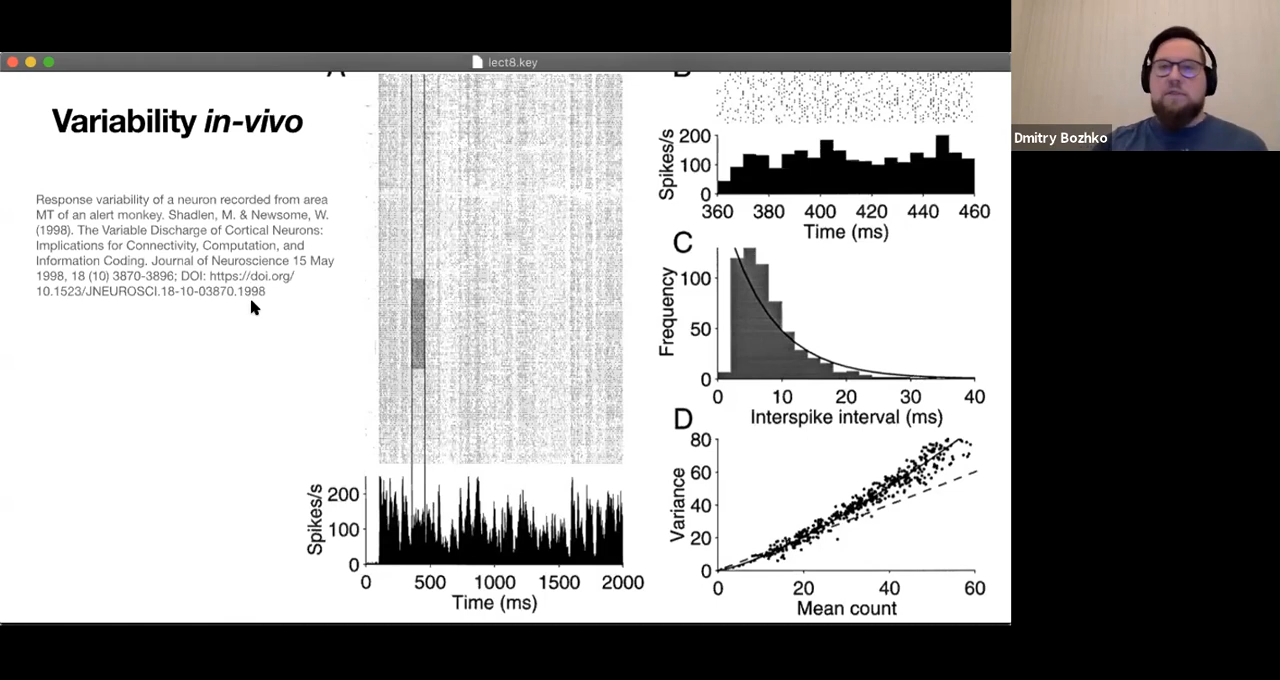 lect8.key
Dmitry Bozhko
Variability in-vivo
Response variability of a neuron recorded from area
MT of an alert monkey. Shadlen, M. & Newsome, W.
(1998). The Variable Discharge of Cortical Neurons:
Implications for Connectivity, Computation, and
Information Coding. Journal of Neuroscience 15 May
1998, 18 (10) 3870-3896; DOI: https://doi.org/
10.1523/JNEUROSCI.18-10-03870.1998
Spikes/s
200
100
0
0 500 1000 1500 2000
Time (ms)
Spikes/s
200
100
0
360 380 400 420 440 460
Time (ms)
C
Frequency
100
50
0
0 10 20 30 40
Interspike interval (ms)
D
Variance
80
60
40
20
0
0 20 40 60
Mean count